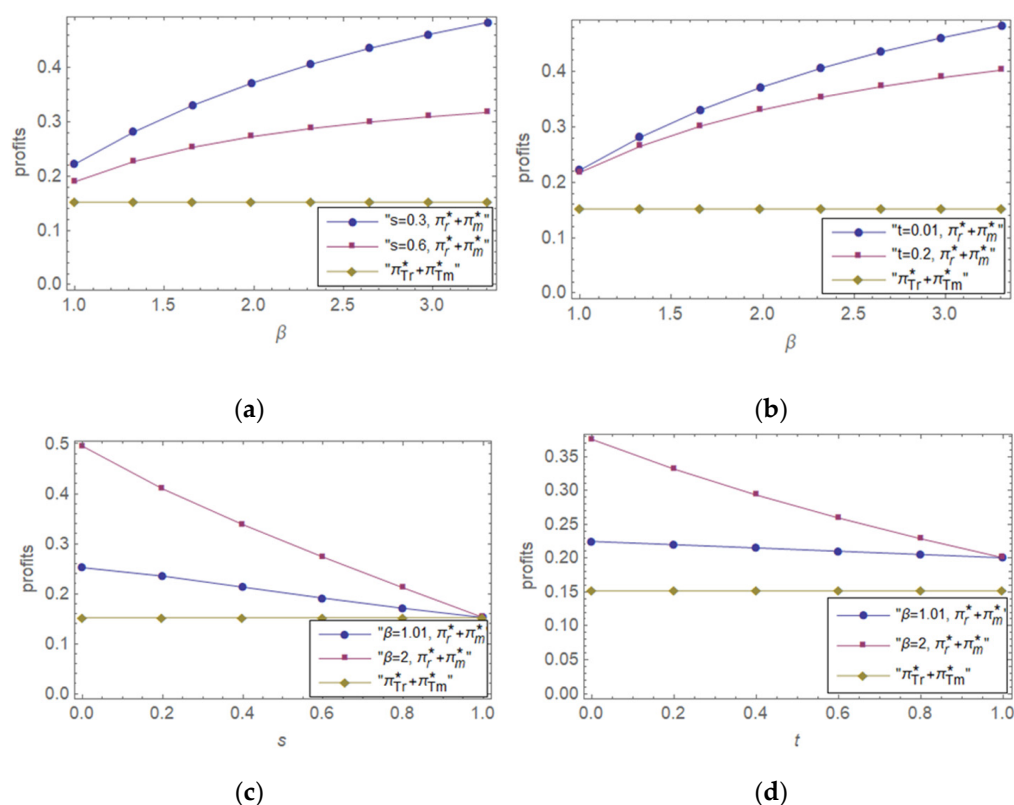 profits
0.4
0.3
0.2
0.1
0.0
"s=0.3, π*r+π*m"
"s=0.6, π*r+π*m"
"π*Tr+π*Tm"
1.0 1.5 2.0 2.5 3.0
β
(a)
profits
0.4
0.3
0.2
0.1
0.0
"t=0.01, π*r+π*m"
"t=0.2, π*r+π*m"
"π*Tr+π*Tm"
1.0 1.5 2.0 2.5 3.0
β
(b)
profits
0.5
0.4
0.3
0.2
0.1
0.0
"β=1.01, π*r+π*m
"β=2, π*r+π*m"
"π*Tr+π*Tm"
0.0 0.2 0.4 0.6 0.8 1.0
s
(c)
profits
0.35
0.30
0.25
0.20
0.15
0.10
0.05
0.00
"β=1.01, π*r+π*m"
"β=2, π*r+π*m"
"π*Tr+π*Tm"
0.0 0.2 0.4 0.6 0.8 1.0
t
(d)